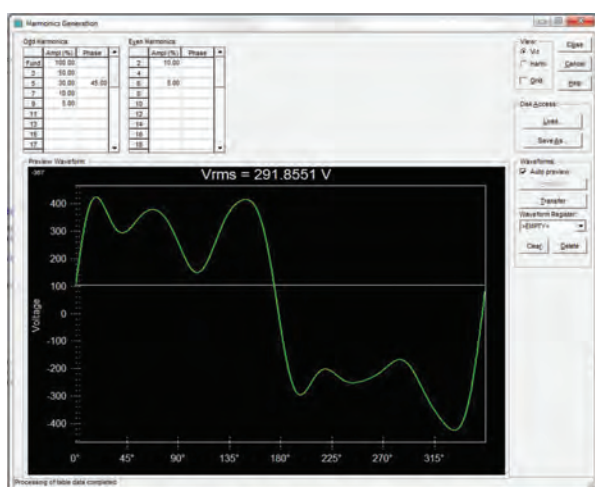 Harmonics Generation
Odd Harmonics:
Even Harmonics:
Ampl (%) Phase
Ampl (%) Phase
Fund 100.00
2 10.00
3 50.00
4
5 30.00 45.00
6 5.00
7 10.00
8
9 5.00
10
11
12
13
14
15
16
17
18
View:
V/t
Harm
Grid
Close
Cancel
Help
Disk Access:
Load...
Save As...
Preview Waveform:
Vrms = 291.8551 V
Voltage
400
300
200
100
0
-100
-200
-300
-400
0° 45° 90° 135° 180° 225° 270° 315°
Waveforms:
Auto preview
Transfer
Waveform Register:
<EMPTY>
Clear Delete
Processing of table data completed